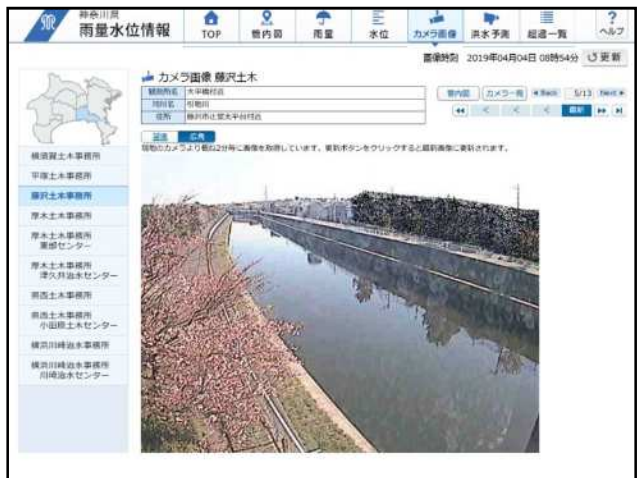 神奈川県
雨量水位情報
TOP
管内図
雨量
水位
カメラ画像
洪水予測
超過一覧
?
ヘルプ
画像時刻 2019年04月04日 08時54分
更新
カメラ画像 藤沢土木
観測所名 大平橋付近
河川名 引地川
住所 藤沢市辻堂太平台付近
管内図
カメラ一覧
Back
5/13
Next
最新
望遠
広角
現地のカメラより概ね2分毎に画像を取得しています。更新ボタンをクリックすると最新画像に更新されます。
横須賀土木事務所
平塚土木事務所
藤沢土木事務所
厚木土木事務所
厚木土木事務所
東部センター
厚木土木事務所
津久井治水センター
県西土木事務所
県西土木事務所
小田原土木センター
横浜川崎治水事務所
横浜川崎治水事務所
川崎治水センター